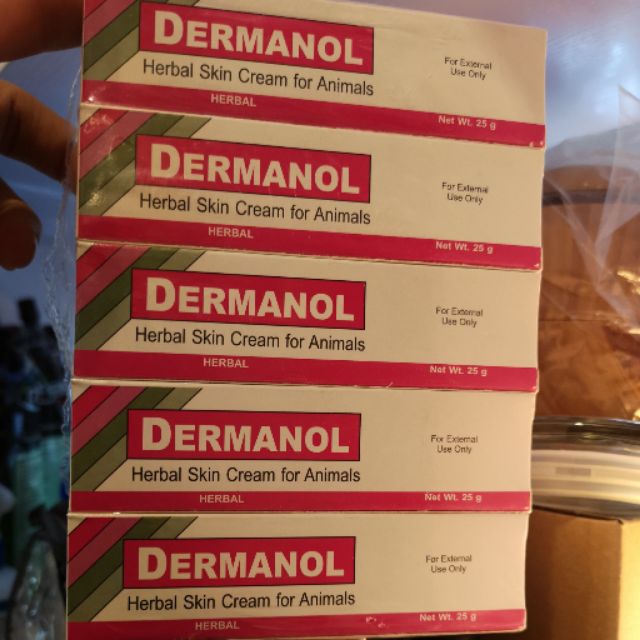 DERMANOL
Herbal Skin Cream for Animals
For External
Use Only
HERBAL
Net Wt. 25 g
DERMANOL
Herbal Skin Cream for Animals
For External
Use Only
HERBAL
Net Wt. 25 g
DERMANOL
Herbal Skin Cream for Animals
For External
Use Only
HERBAL
Net Wt. 25 g
DERMANOL
Herbal Skin Cream for Animals
For External
Use Only
HERBAL
Net Wt. 25 g
DERMANOL
Herbal Skin Cream for Animals
For External
Use Only
HERBAL
Net Wt. 25 g